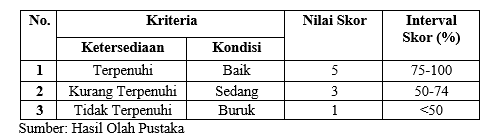 No. Kriteria Nilai Skor Interval Skor (%)
Ketersediaan Kondisi
1 Terpenuhi Baik 5 75-100
2 Kurang Terpenuhi Sedang 3 50-74
3 Tidak Terpenuhi Buruk 1 <50
Sumber: Hasil Olah Pustaka